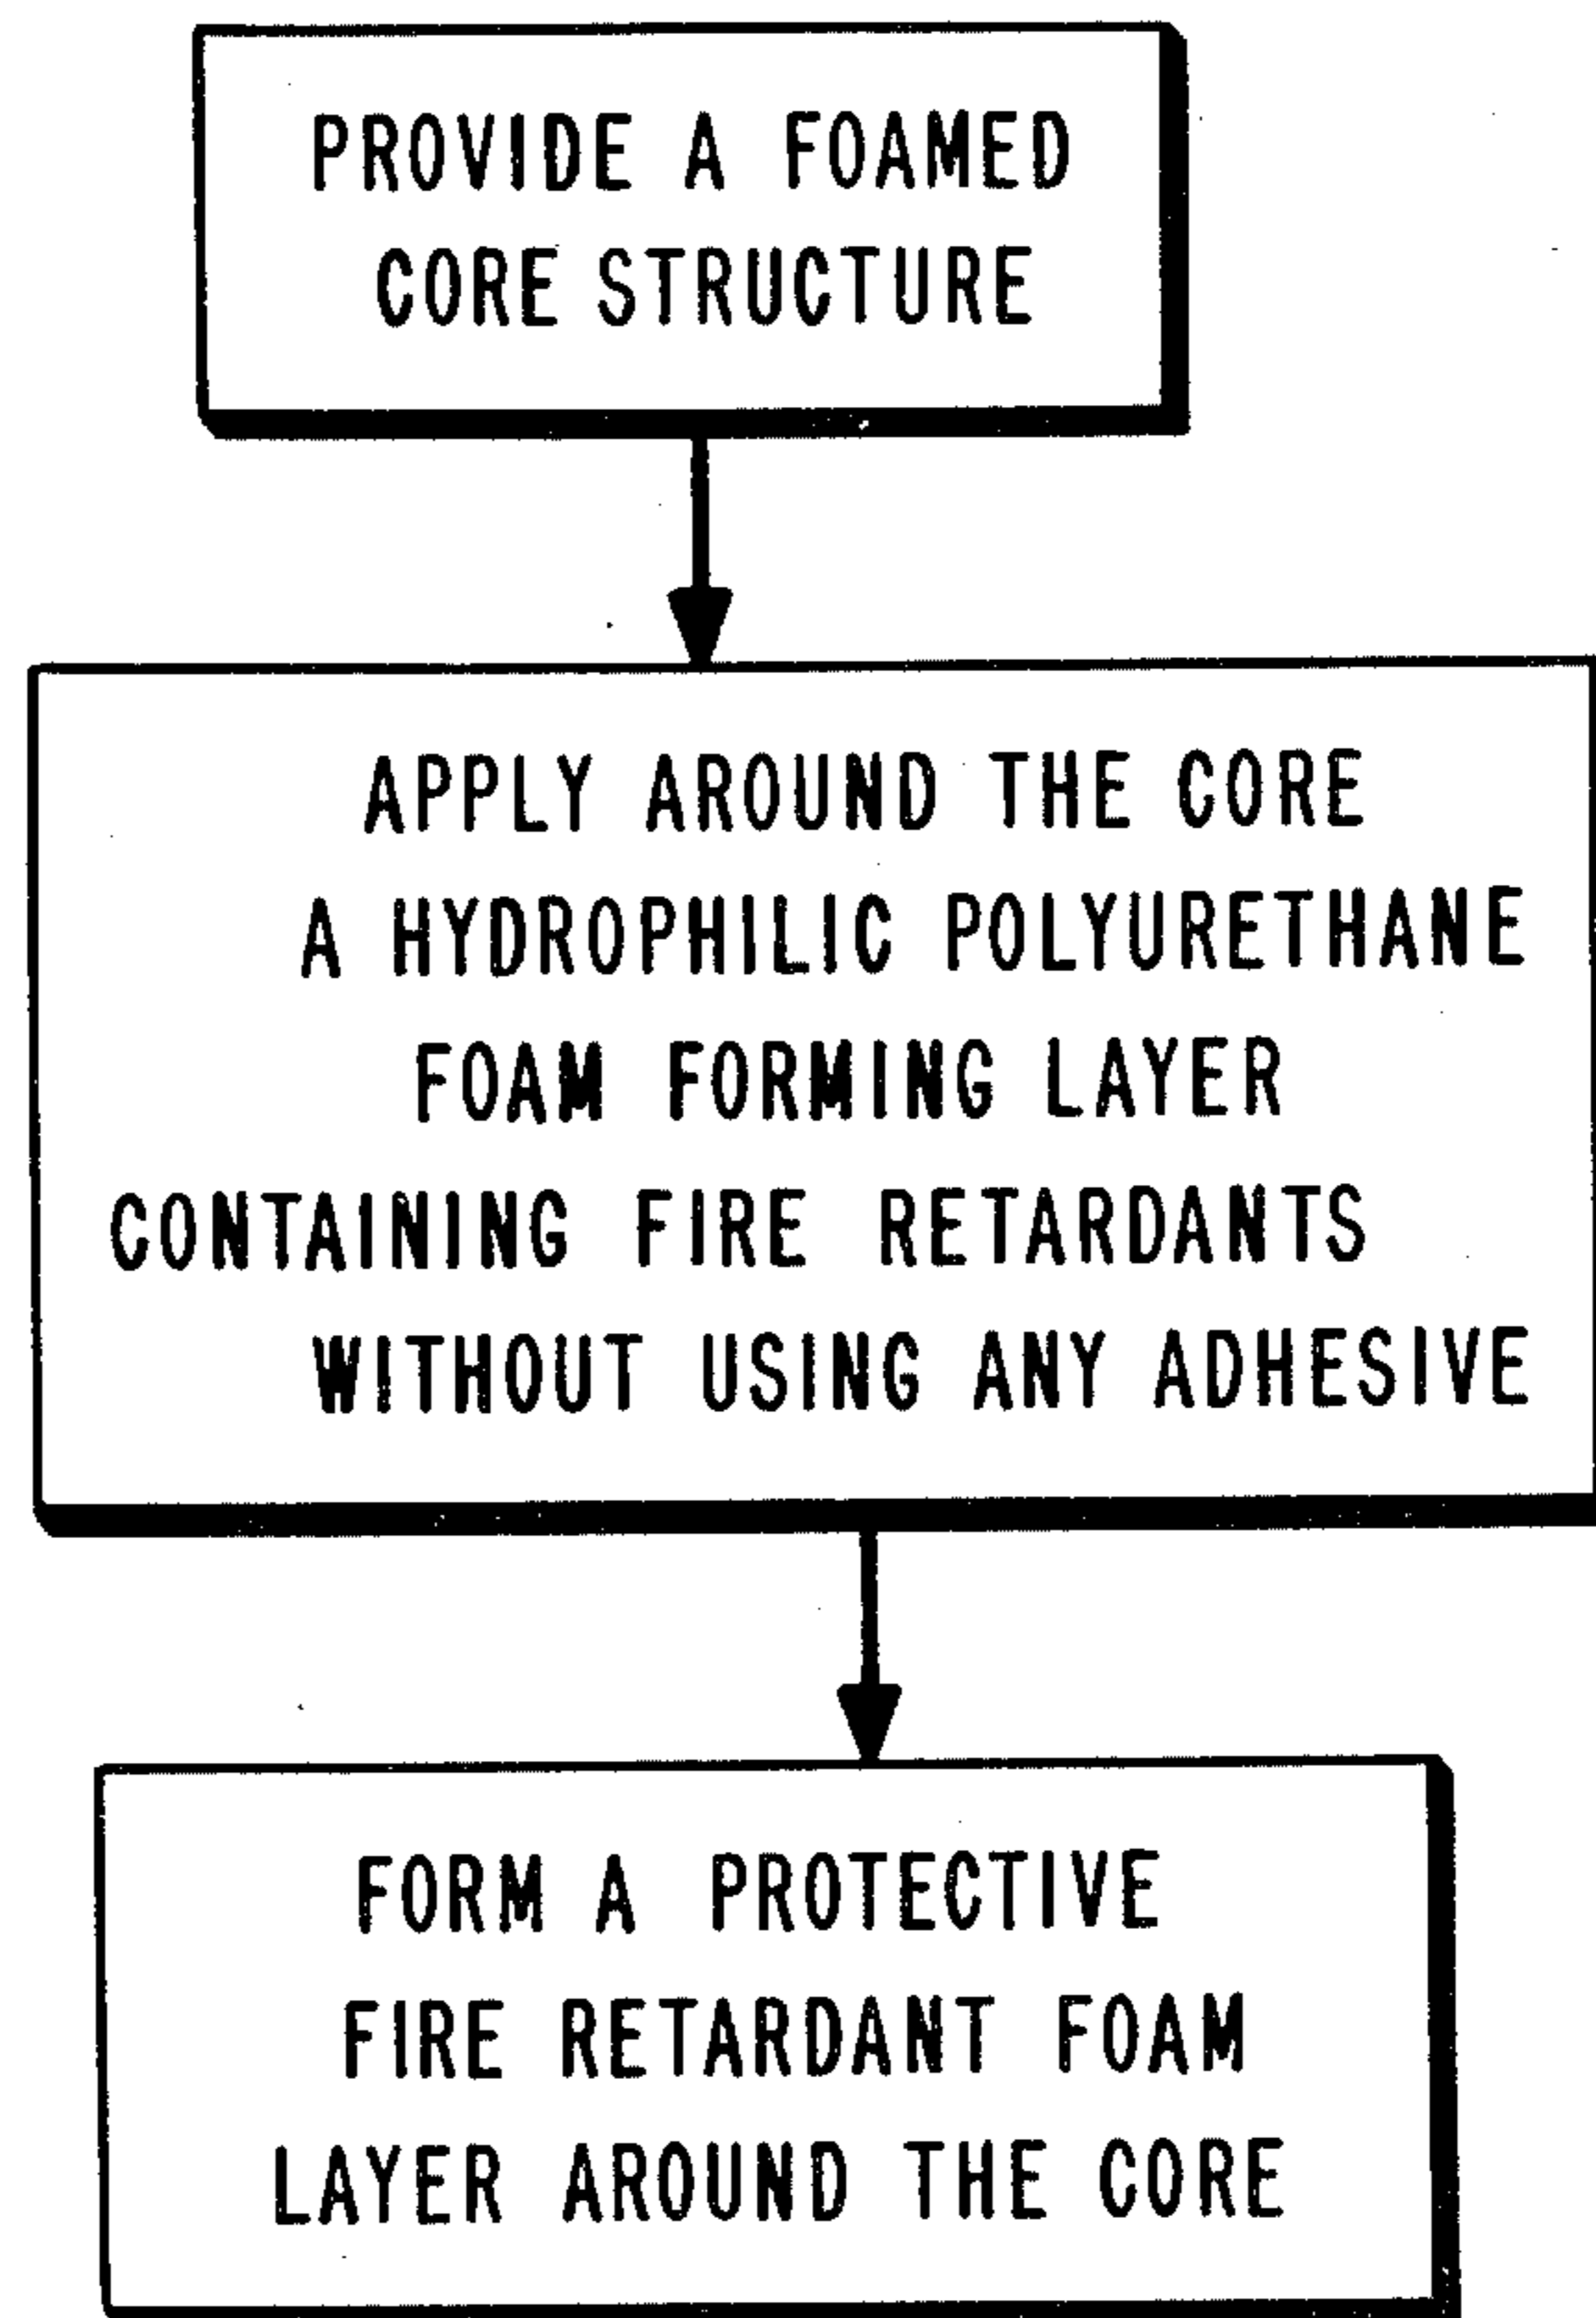 PROVIDE A FOAMED
CORE STRUCTURE
APPLY AROUND THE CORE
A HYDROPHILIC POLYURETHANE
FOAM FORMING LAYER
CONTAINING FIRE RETARDANTS
WITHOUT USING ANY ADHESIVE
FORM A PROTECTIVE
FIRE RETARDANT FOAM
LAYER AROUND THE CORE